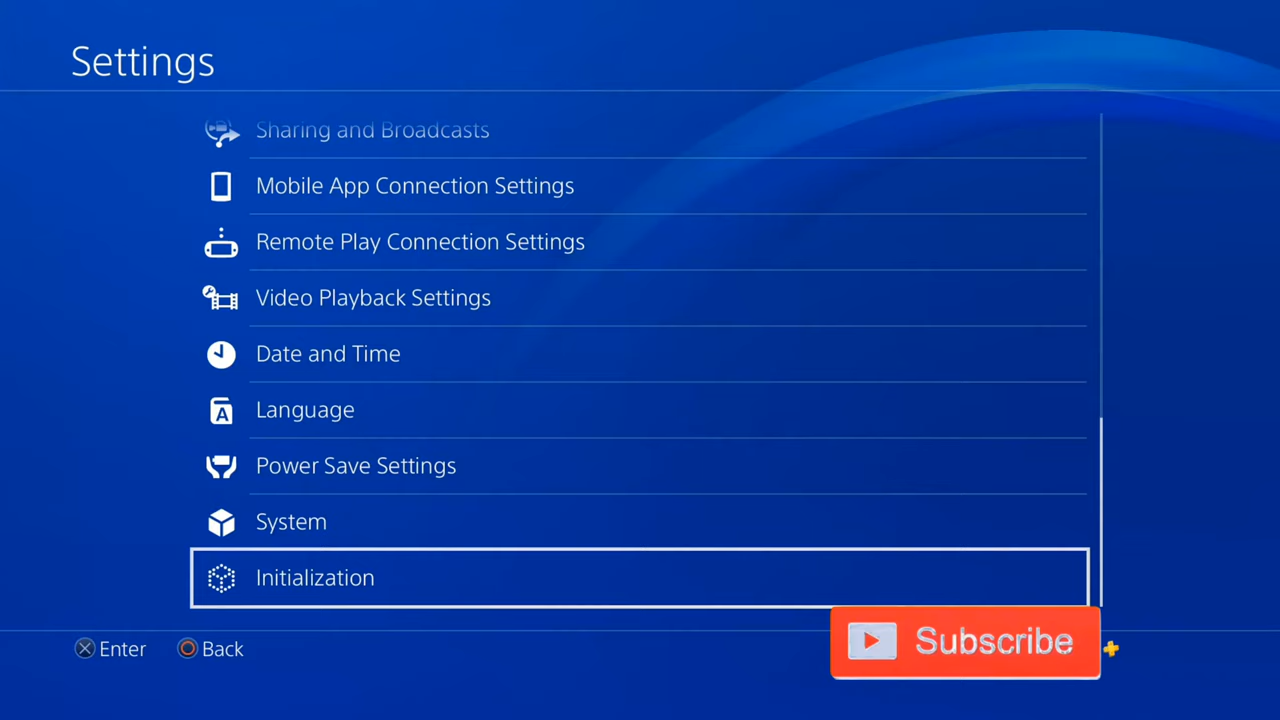 Settings
Sharing and Broadcasts
Mobile App Connection Settings
Remote Play Connection Settings
Video Playback Settings
Date and Time
Language
Power Save Settings
System
Initialization
Enter Back
Subscribe